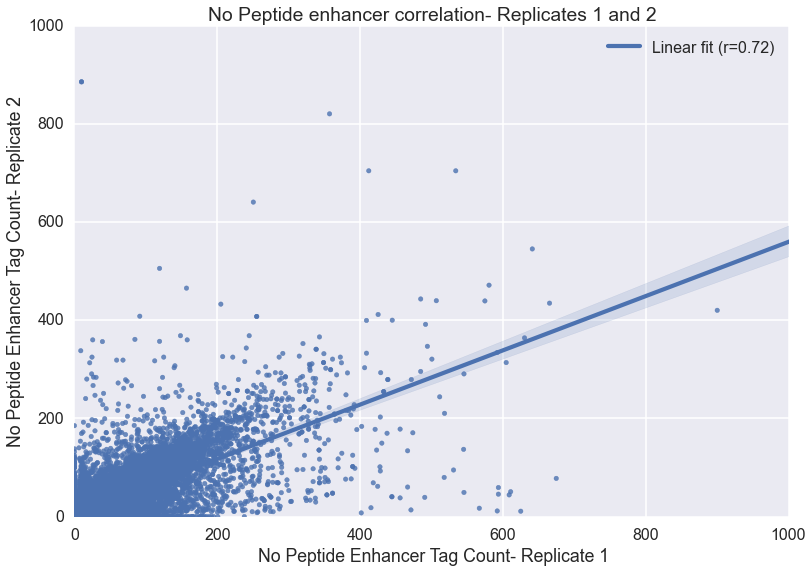 No Peptide enhancer correlation- Replicates 1 and 2
Linear fit (r=0.72)
1000
800
600
400
200
0
No Peptide Enhancer Tag Count- Replicate 2
0 200 400 600 800 1000
No Peptide Enhancer Tag Count- Replicate 1